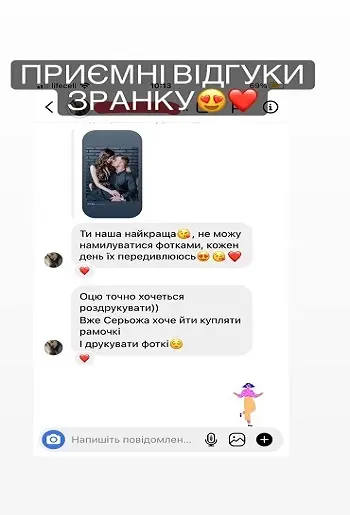 ПРИЄМНІ ВІДГУКИ
ЗРАНКУ😍❤️
lifecell
10:13
69%
Ти наша найкраща😘, не можу
намилуватися фотками, кожен
день їх передивлююсь😍😘❤️
❤️
Оцю точно хочеться
роздрукувати))
Вже Серьожа хоче йти купляти
рамочкі
І друкувати фоткі☺️
❤️
Напишіть повідомлен...